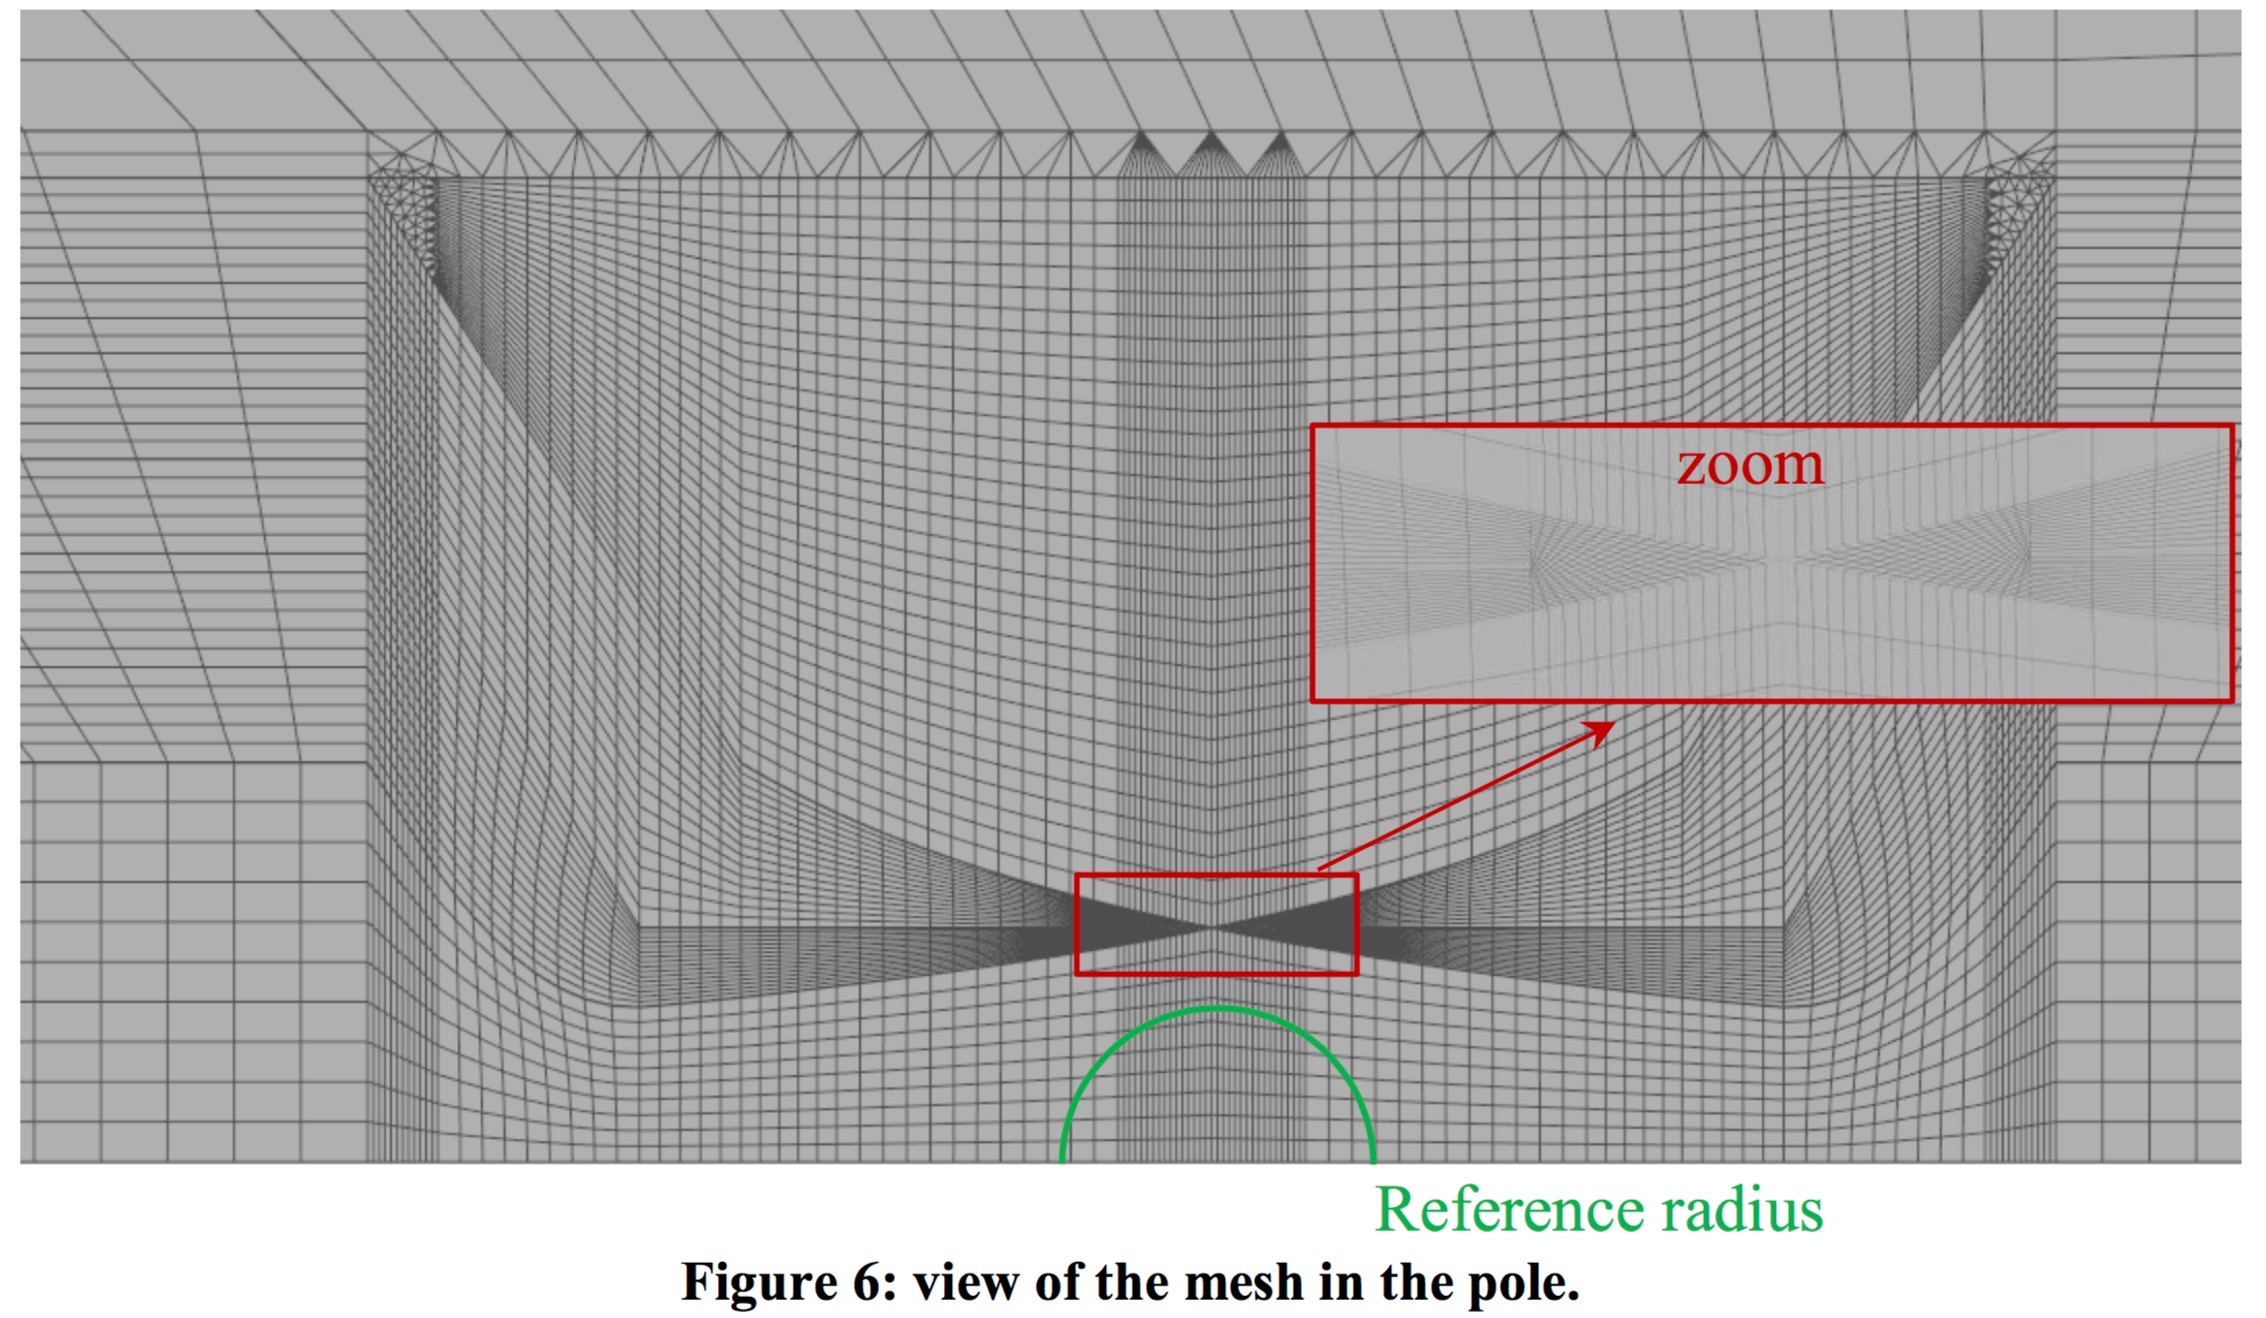 zoom
Reference radius
Figure 6: view of the mesh in the pole.